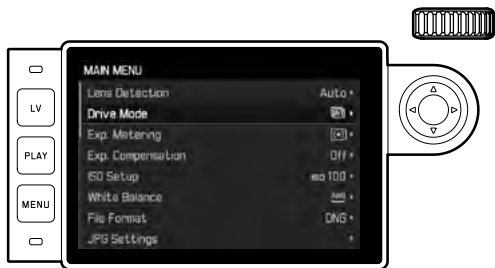 MAIN MENU
Lens Detection Auto
Drive Mode
Exp. Metering
Exp. Compensation Off
ISO Setup ISO 100
White Balance
File Format DNG
JPG Settings
LV
PLAY
MENU